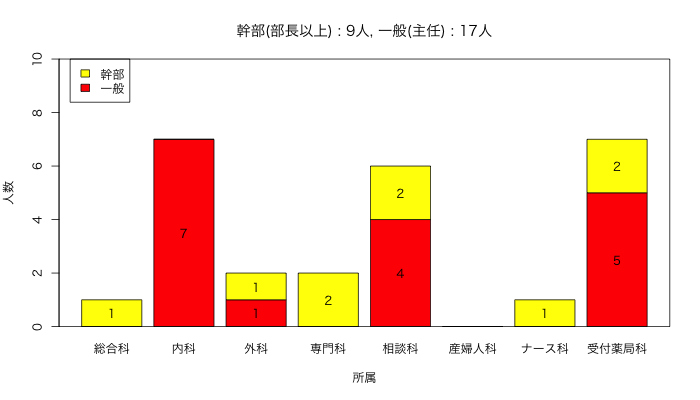 幹部(部長以上) : 9人, 一般(主任) : 17人
幹部
一般
10
8
6
4
2
0
人数
1
7
1
1
2
2
4
1
2
5
総合科 内科 外科 専門科 相談科 産婦人科 ナース科 受付薬局科
所属